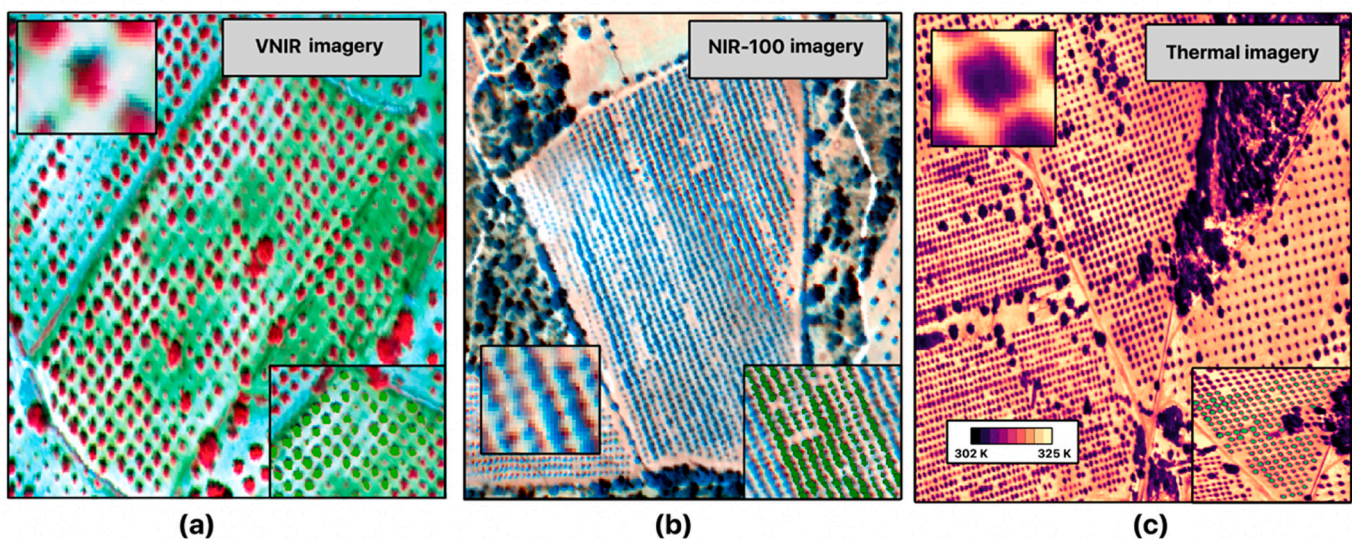 VNIR imagery
NIR-100 imagery
Thermal imagery
302 K 325 K
(a) (b) (c)